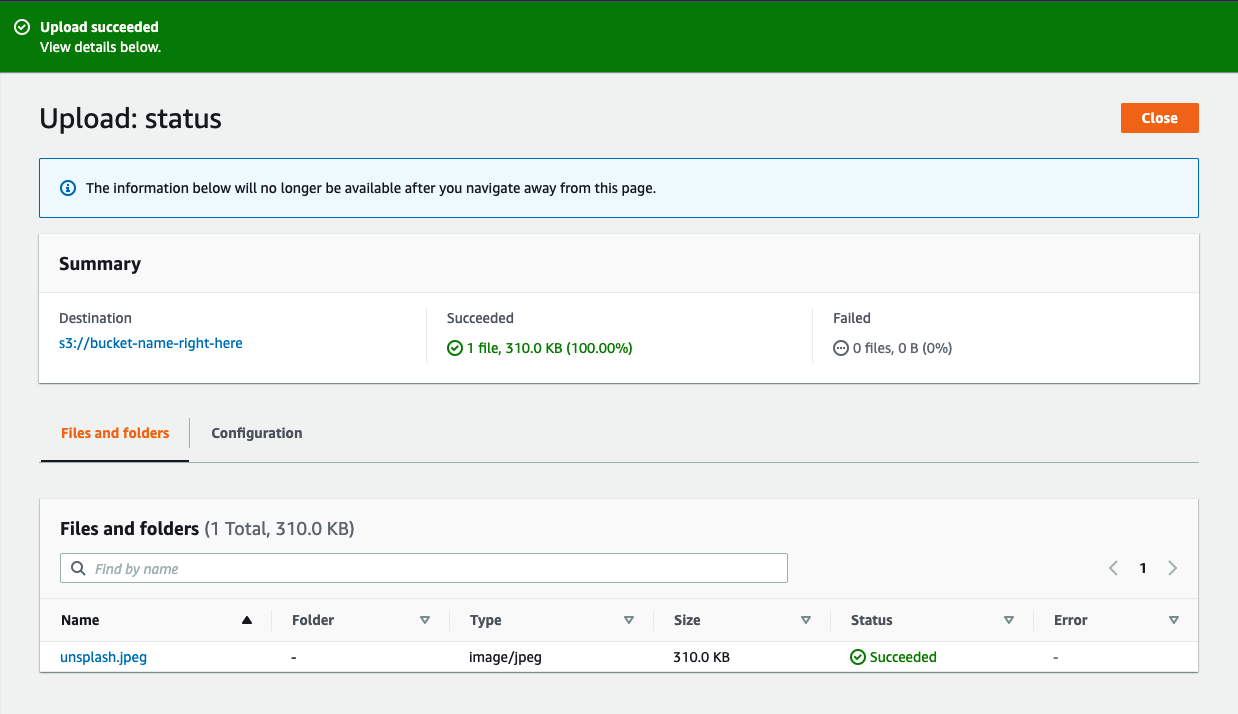 Upload succeeded
View details below.
Upload: status
Close
The information below will no longer be available after you navigate away from this page.
Summary
Destination
s3://bucket-name-right-here
Succeeded
1 file, 310.0 KB (100.00%)
Failed
0 files, 0 B (0%)
Files and folders
Configuration
Files and folders (1 Total, 310.0 KB)
Find by name
1
Name Folder Type Size Status Error
unsplash.jpeg - image/jpeg 310.0 KB Succeeded -